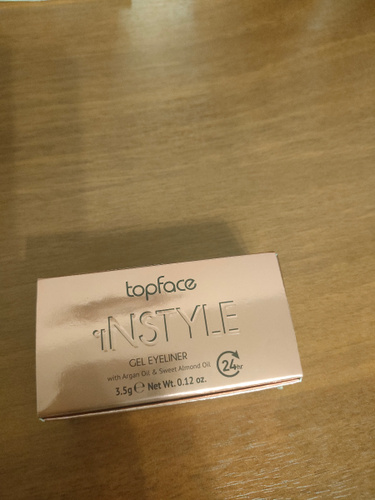 topface
INSTYLE
GEL EYELINER
with Argan Oil & Sweet Almond Oil
24hr
3.5g ℮ Net Wt. 0.12 oz.